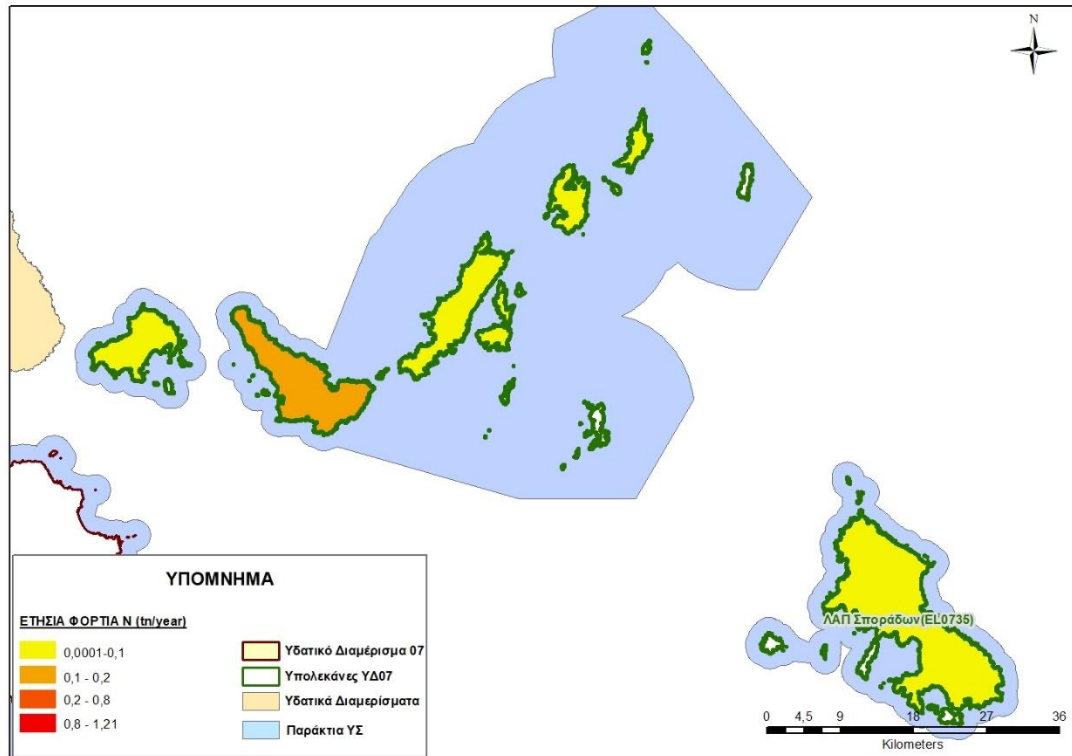 N
ΛΑΠ Σποράδων(EL0735)
ΥΠΟΜΝΗΜΑ
ΕΤΗΣΙΑ ΦΟΡΤΙΑ Ν (tn/year)
0,0001-0,1
0,1 - 0,2
0,2 - 0,8
0,8 - 1,21
Υδατικό Διαμέρισμα 07
Υπολεκάνες ΥΔ07
Υδατικά Διαμερίσματα
Παράκτια ΥΣ
0 4,5 9 18 27 36
Kilometers